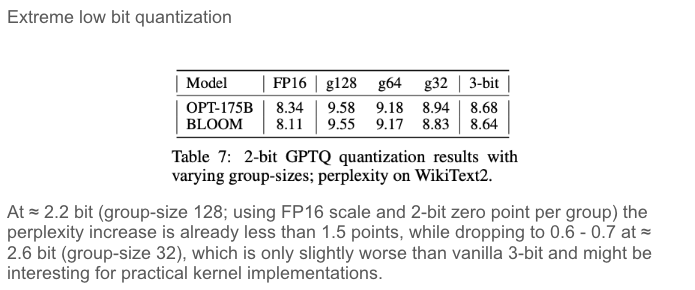 Extreme low bit quantization
Model FP16 g128 g64 g32 3-bit
OPT-175B 8.34 9.58 9.18 8.94 8.68
BLOOM 8.11 9.55 9.17 8.83 8.64
Table 7: 2-bit GPTQ quantization results with
varying group-sizes; perplexity on WikiText2.
At ≈ 2.2 bit (group-size 128; using FP16 scale and 2-bit zero point per group) the
perplexity increase is already less than 1.5 points, while dropping to 0.6 - 0.7 at ≈
2.6 bit (group-size 32), which is only slightly worse than vanilla 3-bit and might be
interesting for practical kernel implementations.